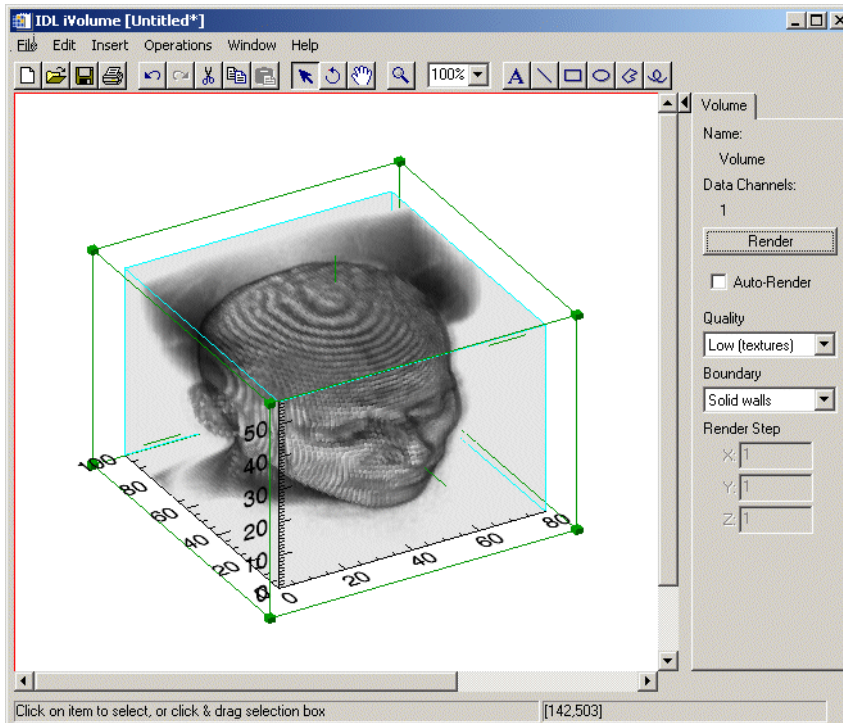 IDL iVolume [Untitled*]
File Edit Insert Operations Window Help
100%
A
Volume
Name:
Volume
Data Channels:
1
Render
Auto-Render
Quality
Low (textures)
Boundary
Solid walls
Render Step
X: 1
Y: 1
Z: 1
50
40
30
20
10
0
100
80
60
40
20
0
0
20
40
60
80
Click on item to select, or click & drag selection box [142,503]